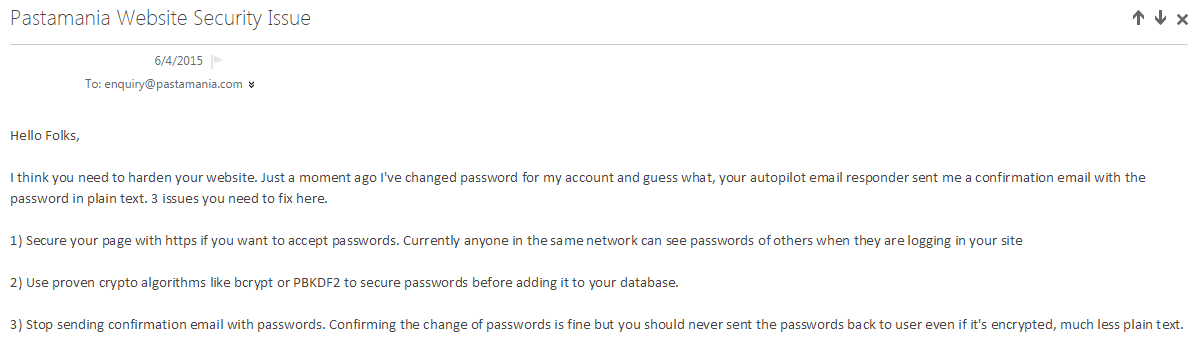 Pastamania Website Security Issue
6/4/2015
To: enquiry@pastamania.com
Hello Folks,
I think you need to harden your website. Just a moment ago I've changed password for my account and guess what, your autopilot email responder sent me a confirmation email with the
password in plain text. 3 issues you need to fix here.
1) Secure your page with https if you want to accept passwords. Currently anyone in the same network can see passwords of others when they are logging in your site
2) Use proven crypto algorithms like bcrypt or PBKDF2 to secure passwords before adding it to your database.
3) Stop sending confirmation email with passwords. Confirming the change of passwords is fine but you should never sent the passwords back to user even if it's encrypted, much less plain text.